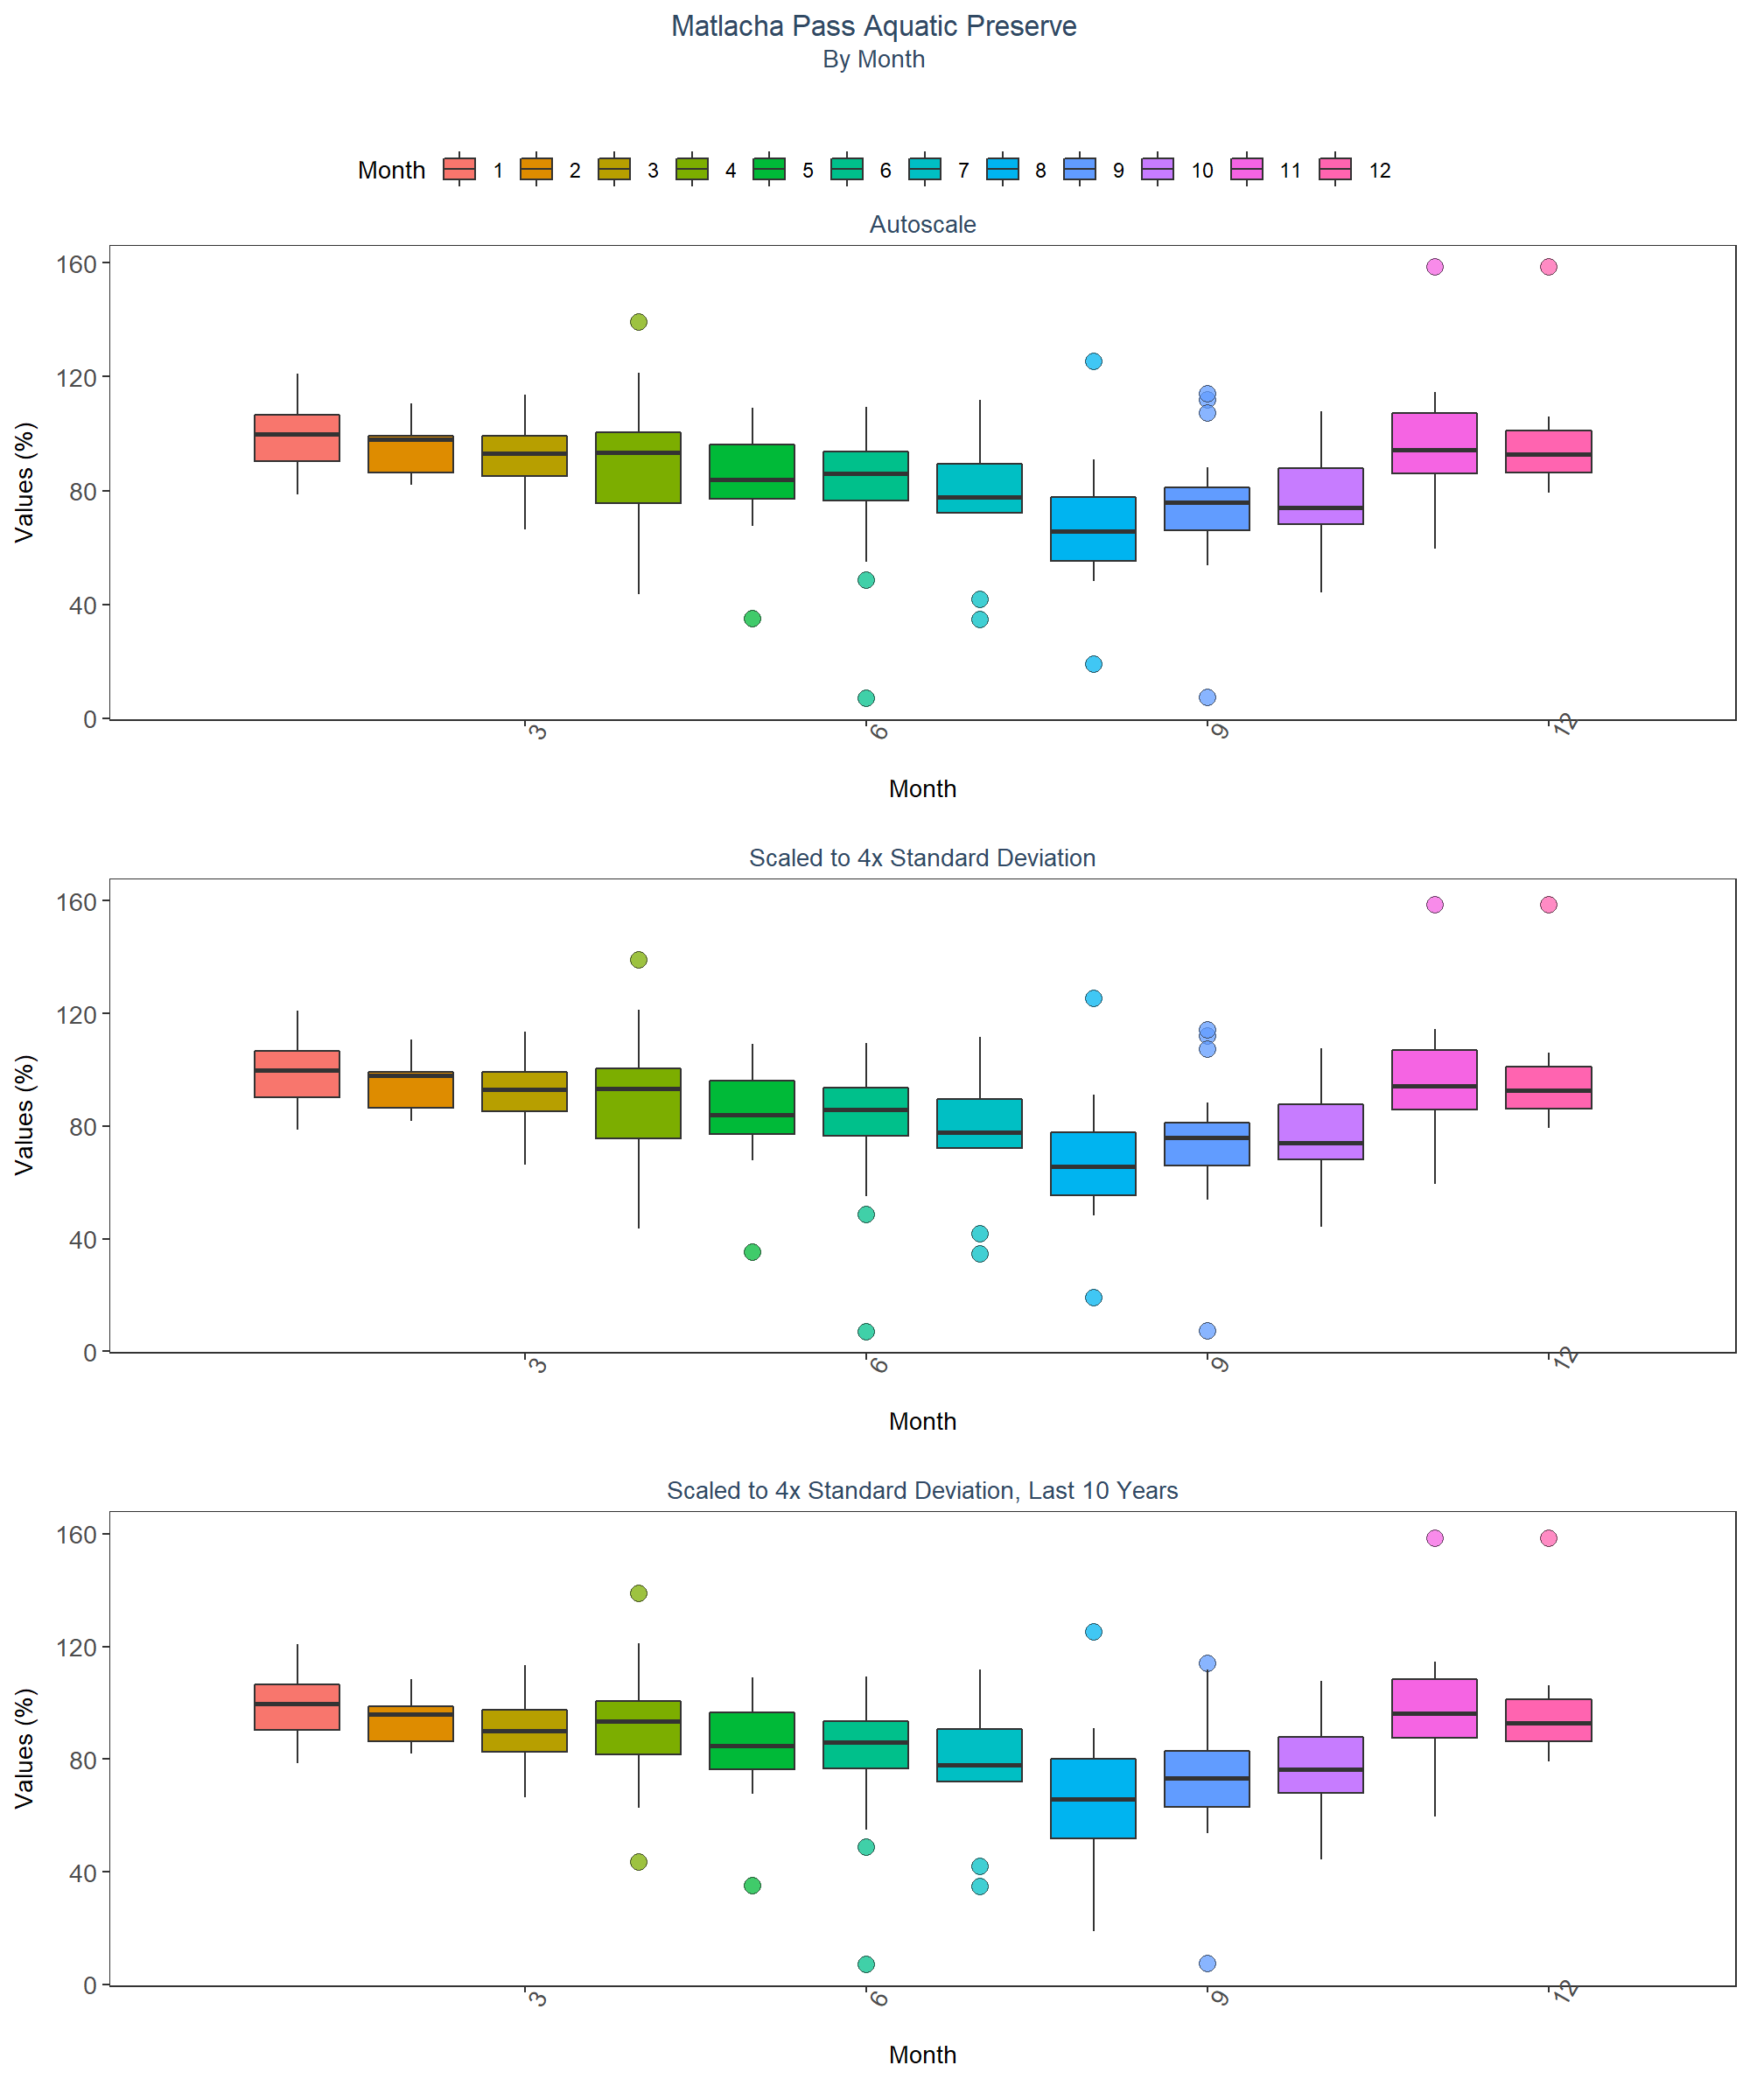 Matlacha Pass Aquatic Preserve
By Month
Month 1 2 3 4 5 6 7 8 9 10 11 12
Autoscale
Values (%)
160
120
80
40
0
3 6 9 12
Month
Scaled to 4x Standard Deviation
Values (%)
160
120
80
40
0
3 6 9 12
Month
Scaled to 4x Standard Deviation, Last 10 Years
Values (%)
160
120
80
40
0
3 6 9 12
Month